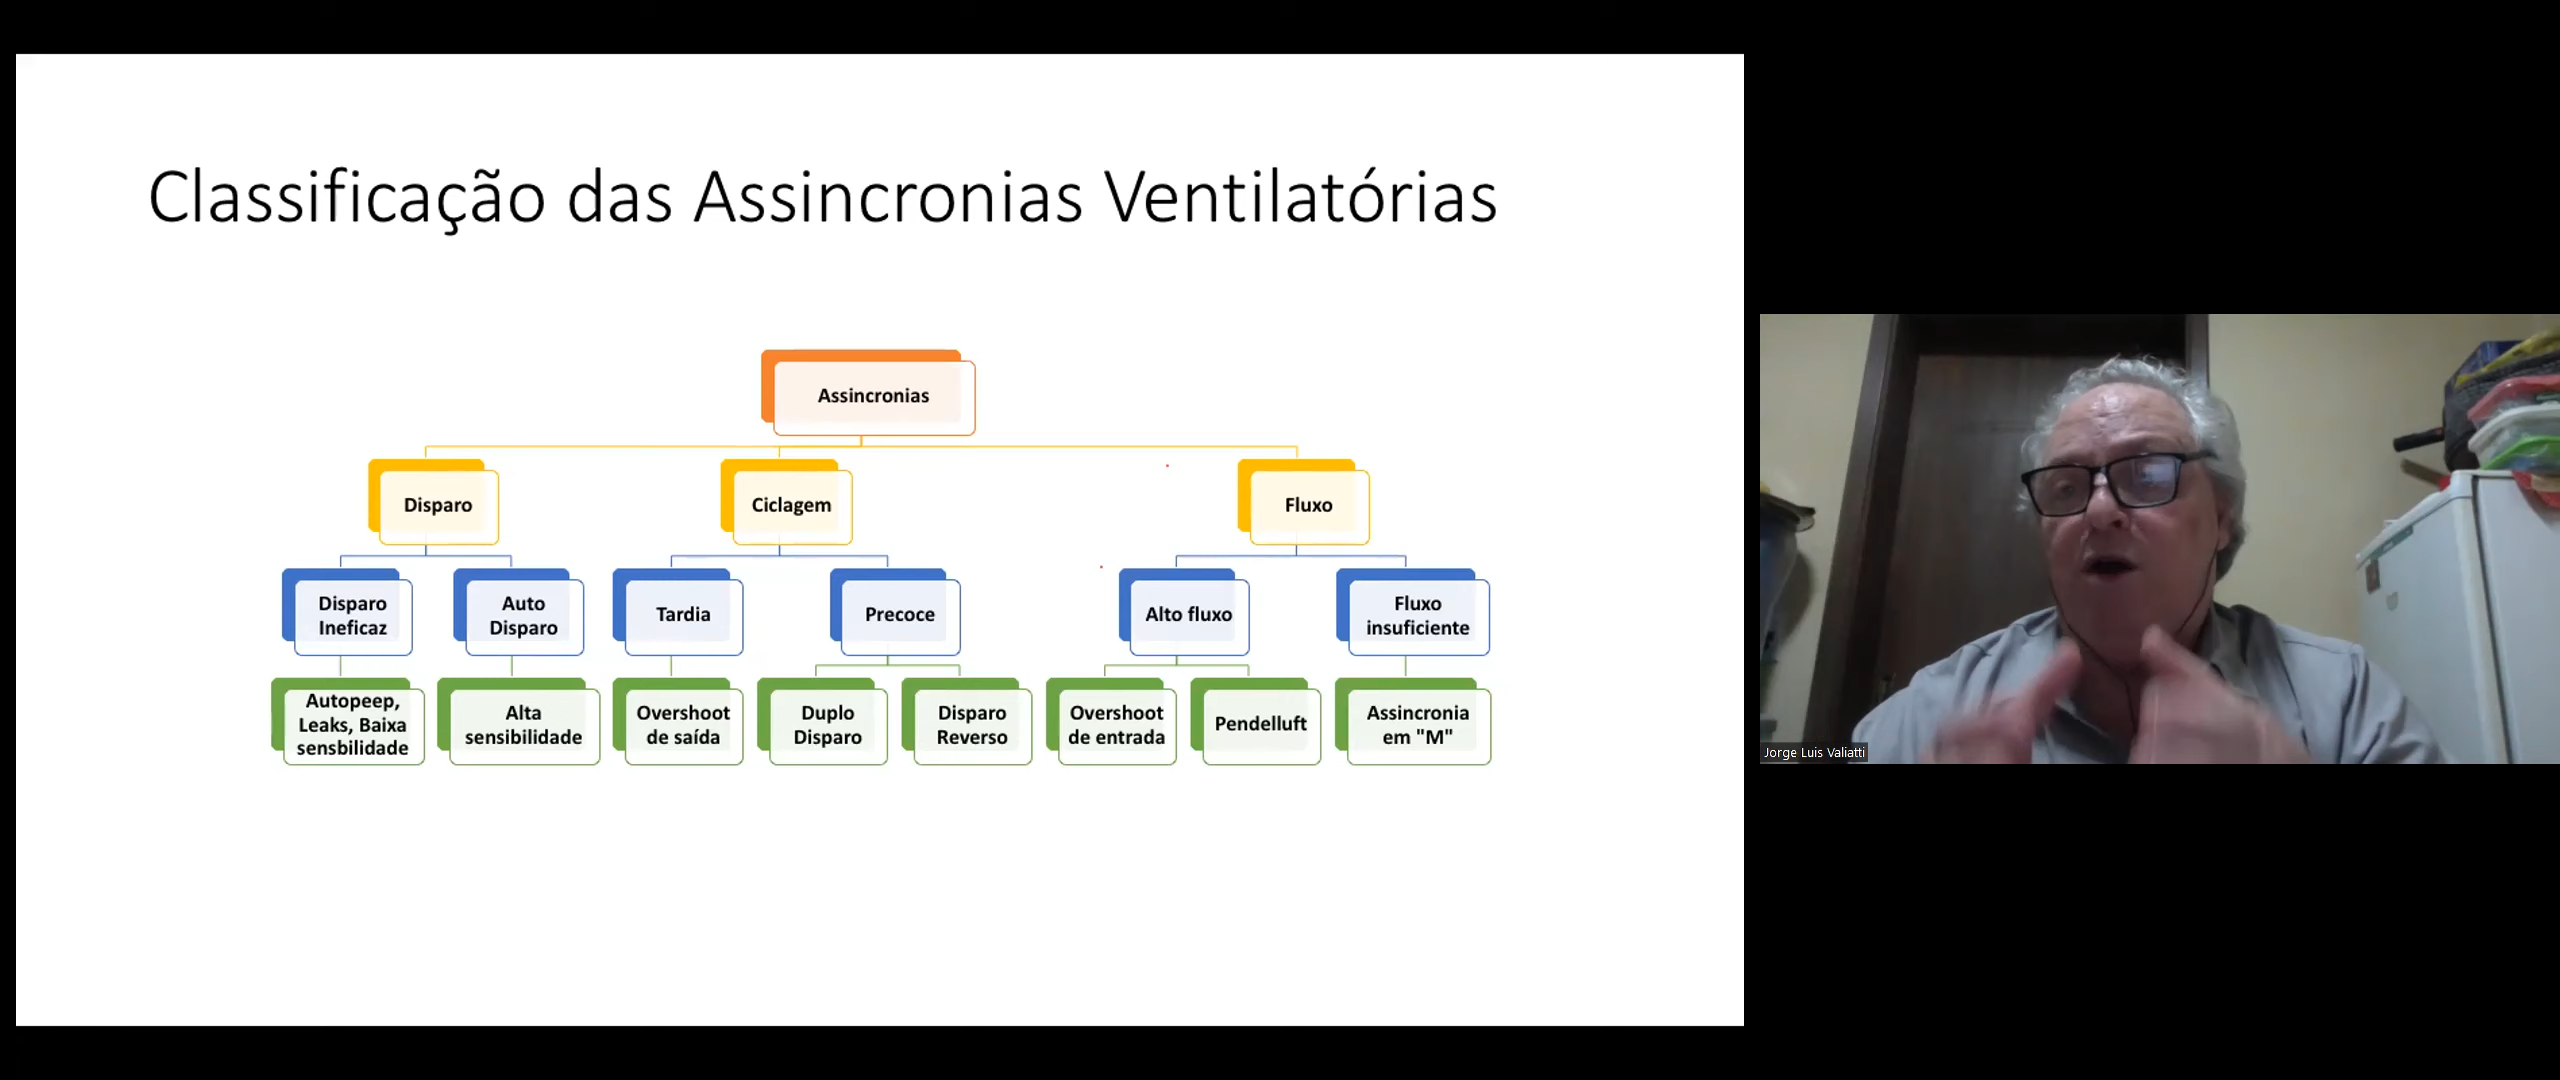 Classificação das Assincronias Ventilatórias
Assincronias
Disparo
Ciclagem
Fluxo
Disparo
Ineficaz
Auto
Disparo
Tardia
Precoce
Alto fluxo
Fluxo
insuficiente
Autopeep,
Leaks, Baixa
sensbilidade
Alta
sensibilidade
Overshoot
de saída
Duplo
Disparo
Disparo
Reverso
Overshoot
de entrada
Pendelluft
Assincronia
em "M"
Jorge Luis Valiatti